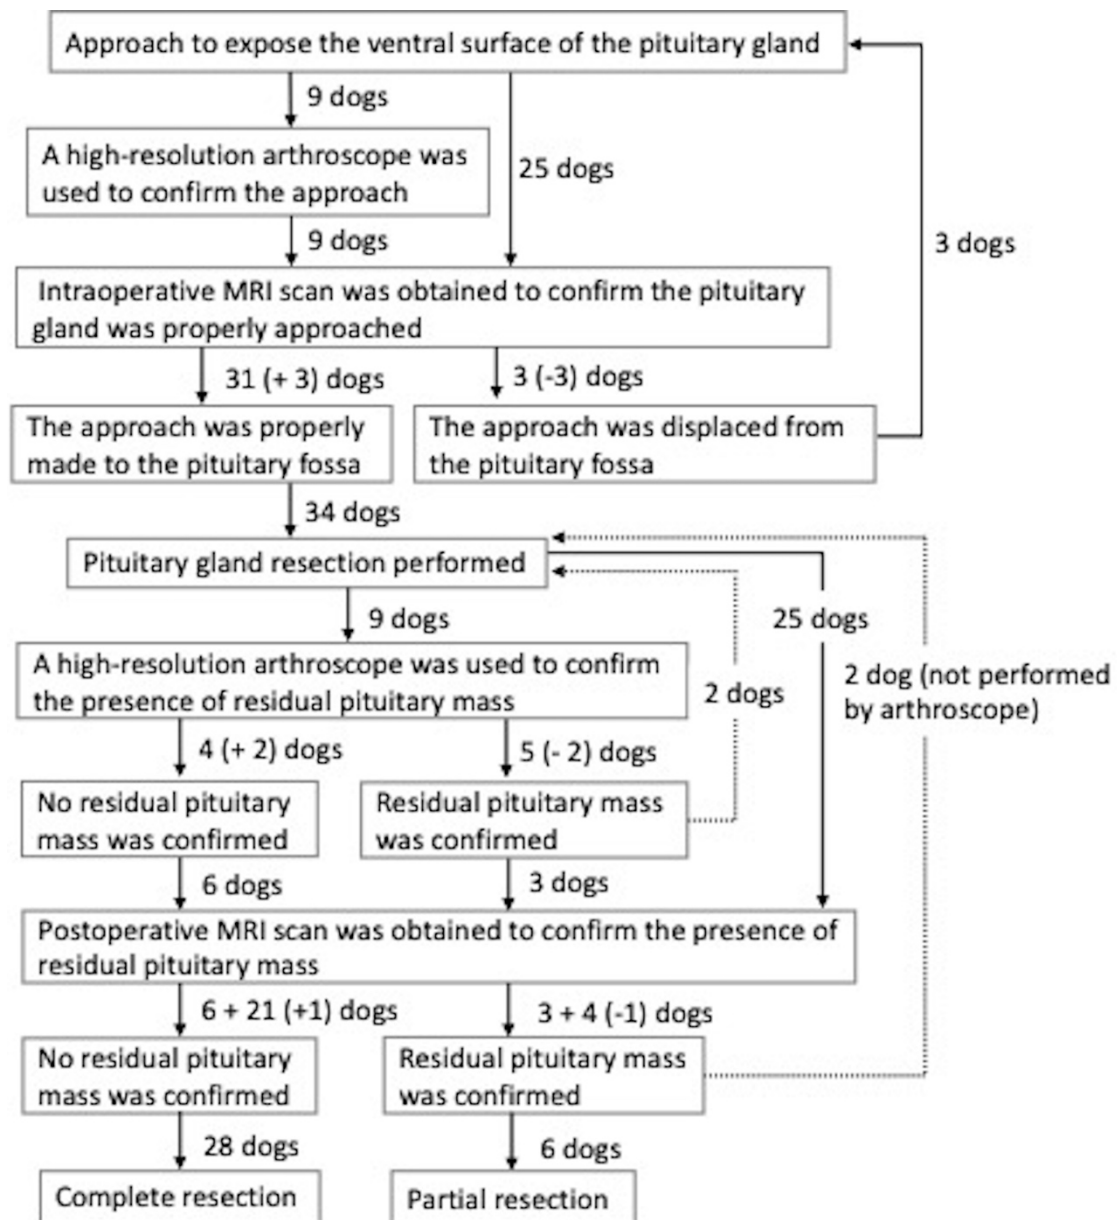 Approach to expose the ventral surface of the pituitary gland
9 dogs
A high-resolution arthroscope was
used to confirm the approach
25 dogs
9 dogs
3 dogs
Intraoperative MRI scan was obtained to confirm the pituitary
gland was properly approached
31 (+ 3) dogs
3 (-3) dogs
The approach was properly
made to the pituitary fossa
The approach was displaced from
the pituitary fossa
34 dogs
Pituitary gland resection performed
9 dogs
25 dogs
A high-resolution arthroscope was used to confirm
the presence of residual pituitary mass
2 dogs
2 dog (not performed
by arthroscope)
4 (+ 2) dogs
5 (- 2) dogs
No residual pituitary
mass was confirmed
Residual pituitary mass
was confirmed
6 dogs
3 dogs
Postoperative MRI scan was obtained to confirm the presence of
residual pituitary mass
6 + 21 (+1) dogs
3 + 4 (-1) dogs
No residual pituitary
mass was confirmed
Residual pituitary mass
was confirmed
28 dogs
6 dogs
Complete resection
Partial resection